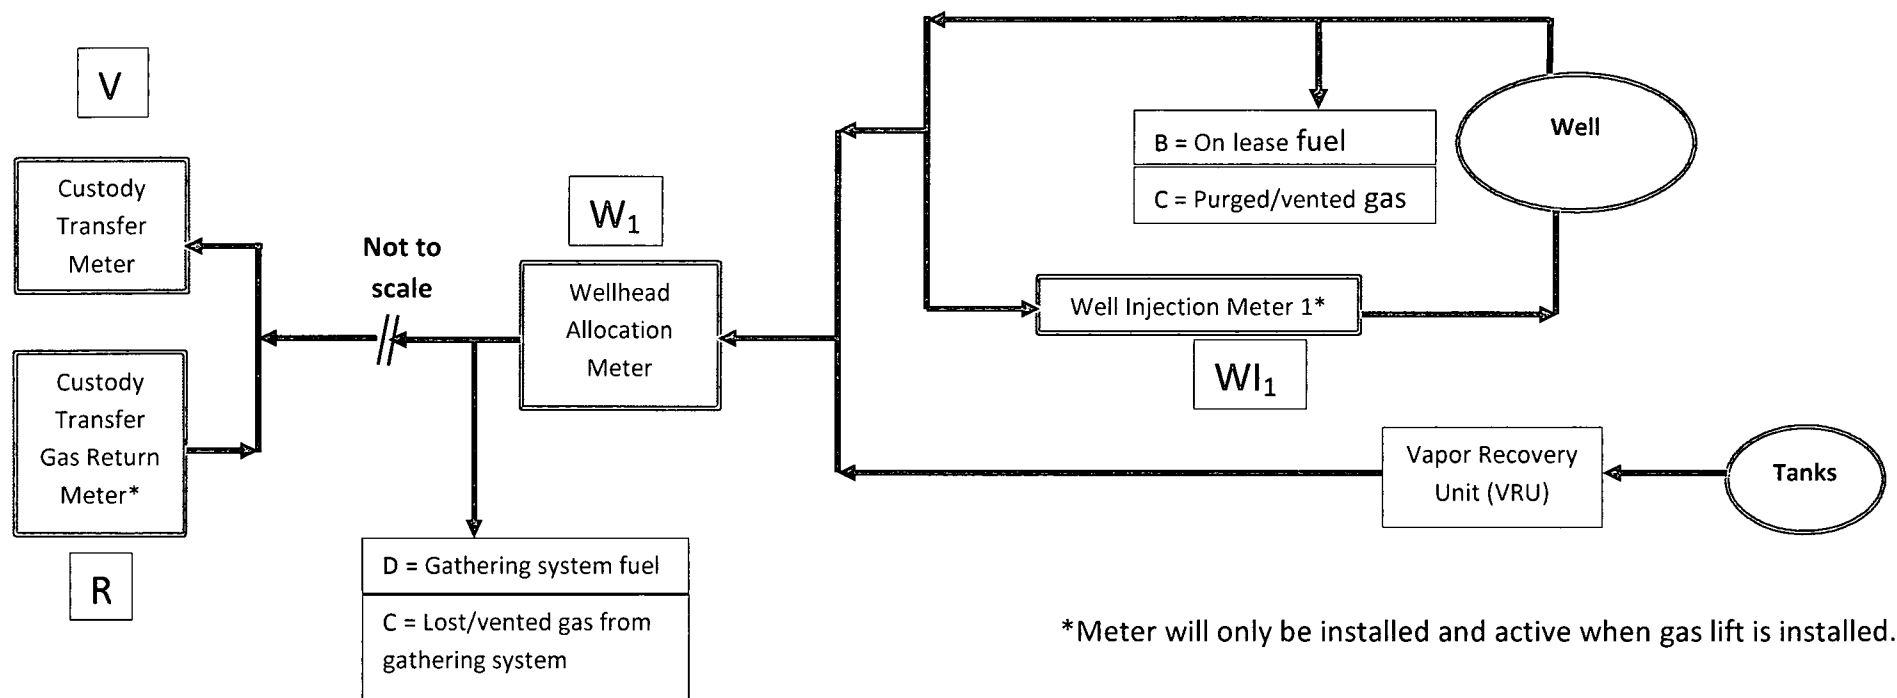 V
Custody
Transfer
Meter
Custody
Transfer
Gas Return
Meter*
R
Not to
scale
W₁
Wellhead
Allocation
Meter
D = Gathering system fuel
C = Lost/vented gas from
gathering system
B = On lease fuel
C = Purged/vented gas
Well
Well Injection Meter 1*
WI₁
Vapor Recovery
Unit (VRU)
Tanks
*Meter will only be installed and active when gas lift is installed.